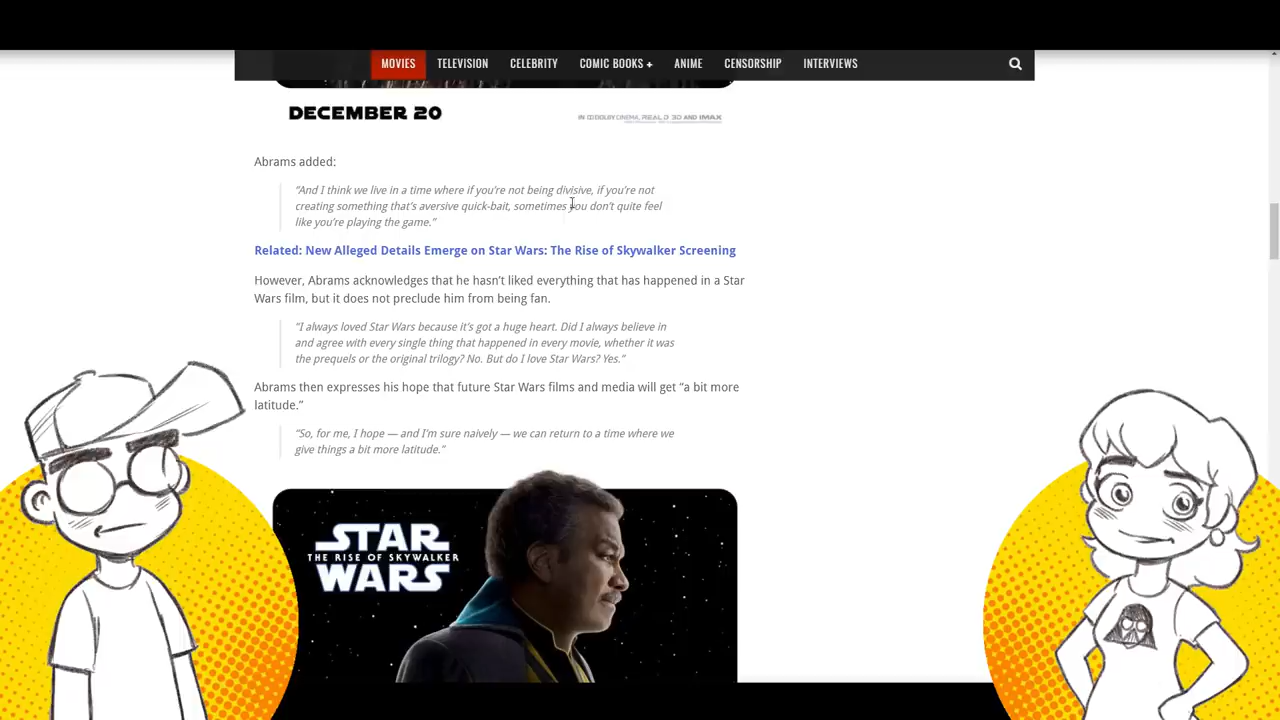 MOVIES TELEVISION CELEBRITY COMIC BOOKS + ANIME CENSORSHIP INTERVIEWS
DECEMBER 20
IN DOLBY CINEMA, REAL D 3D AND IMAX
Abrams added:
“And I think we live in a time where if you’re not being divisive, if you’re not
creating something that’s aversive quick-bait, sometimes you don’t quite feel
like you’re playing the game.”
Related: New Alleged Details Emerge on Star Wars: The Rise of Skywalker Screening
However, Abrams acknowledges that he hasn’t liked everything that has happened in a Star
Wars film, but it does not preclude him from being fan.
“I always loved Star Wars because it’s got a huge heart. Did I always believe in
and agree with every single thing that happened in every movie, whether it was
the prequels or the original trilogy? No. But do I love Star Wars? Yes.”
Abrams then expresses his hope that future Star Wars films and media will get “a bit more
latitude.”
“So, for me, I hope — and I’m sure naively — we can return to a time where we
give things a bit more latitude.”
STAR
THE RISE OF SKYWALKER
WARS